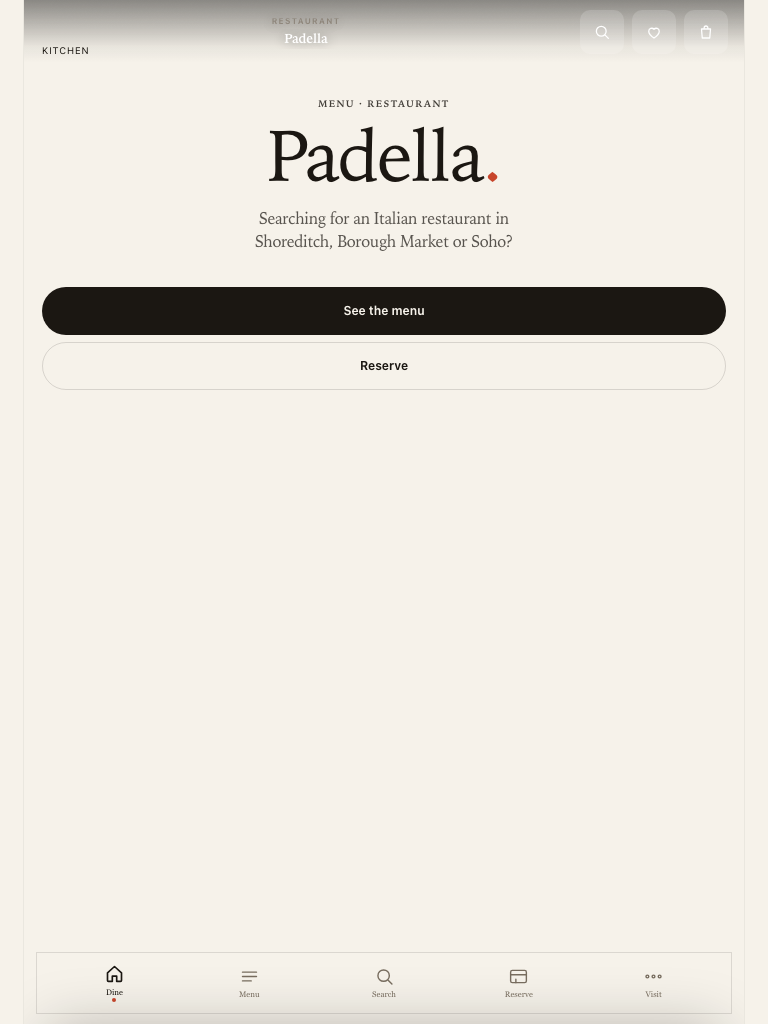 RESTAURANT
Padella
KITCHEN
MENU · RESTAURANT
Padella.
Searching for an Italian restaurant in
Shoreditch, Borough Market or Soho?
See the menu
Reserve
Dine
Menu
Search
Reserve
Visit